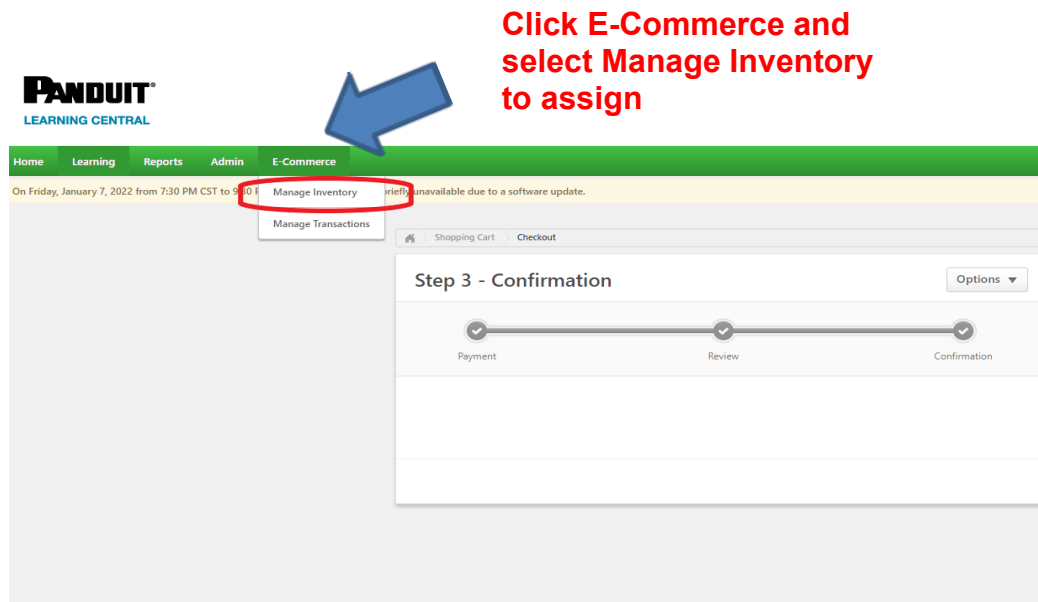 Click E-Commerce and
select Manage Inventory
to assign
PANDUIT®
LEARNING CENTRAL
Home Learning Reports Admin E-Commerce
On Friday, January 7, 2022 from 7:30 PM CST to unavailable due to a software update.
Manage Inventory
Manage Transactions
Shopping Cart Checkout
Step 3 - Confirmation
Options
Payment Review Confirmation